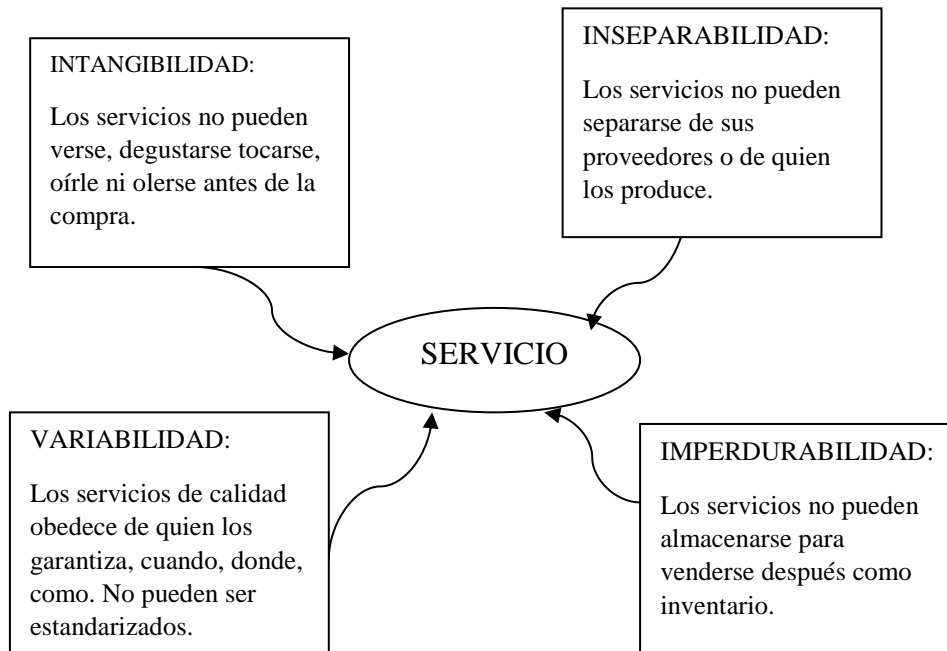 INTANGIBILIDAD:
Los servicios no pueden
verse, degustarse tocarse,
oírle ni olerse antes de la
compra.
INSEPARABILIDAD:
Los servicios no pueden
separarse de sus
proveedores o de quien
los produce.
SERVICIO
VARIABILIDAD:
Los servicios de calidad
obedece de quien los
garantiza, cuando, donde,
como. No pueden ser
estandarizados.
IMPERDURABILIDAD:
Los servicios no pueden
almacenarse para
venderse después como
inventario.